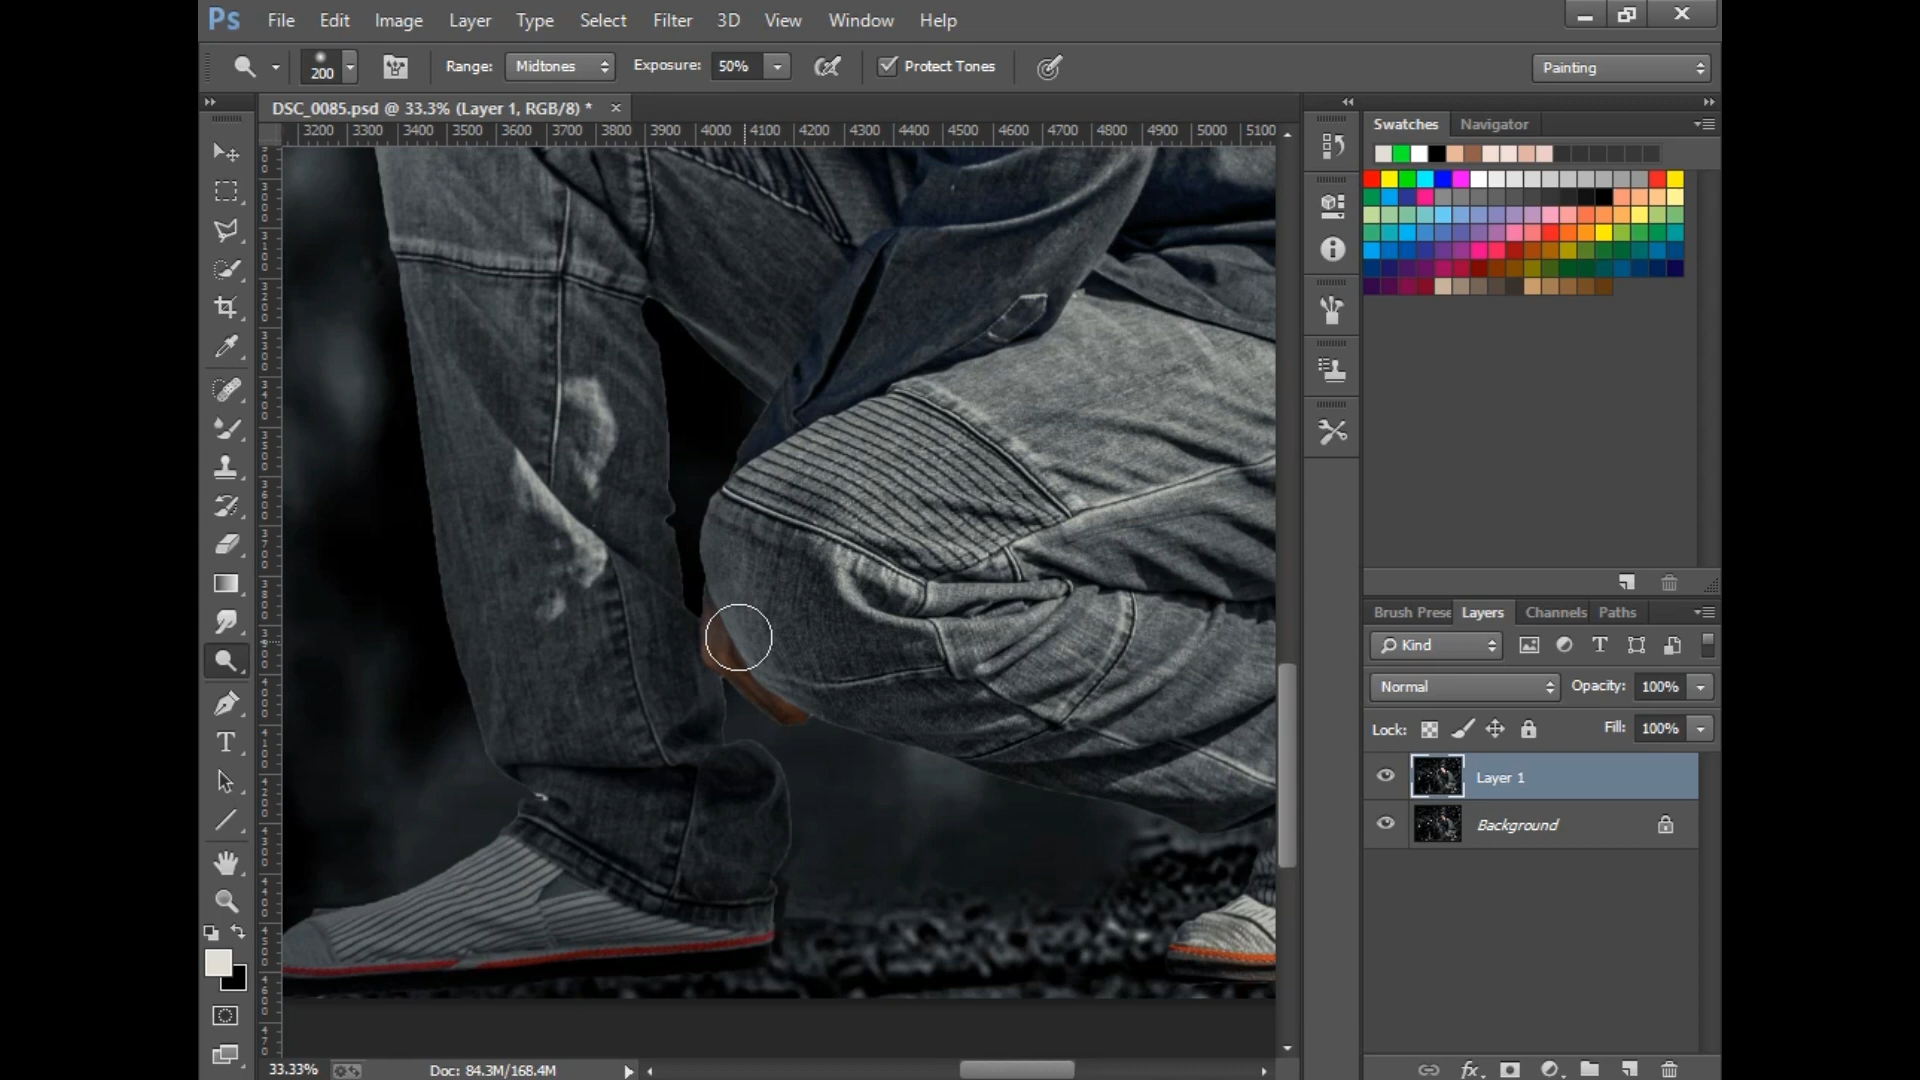 Ps File Edit Image Layer Type Select Filter 3D View Window Help
200 Range: Midtones Exposure: 50% Protect Tones Painting
DSC_0085.psd @ 33.3% (Layer 1, RGB/8) *
3200 3300 3400 3500 3600 3700 3800 3900 4000 4100 4200 4300 4400 4500 4600 4700 4800 4900 5000 5100
Swatches Navigator
Brush Prese Layers Channels Paths
Kind
Normal Opacity: 100%
Lock: Fill: 100%
Layer 1
Background
33.33% Doc: 84.3M/168.4M